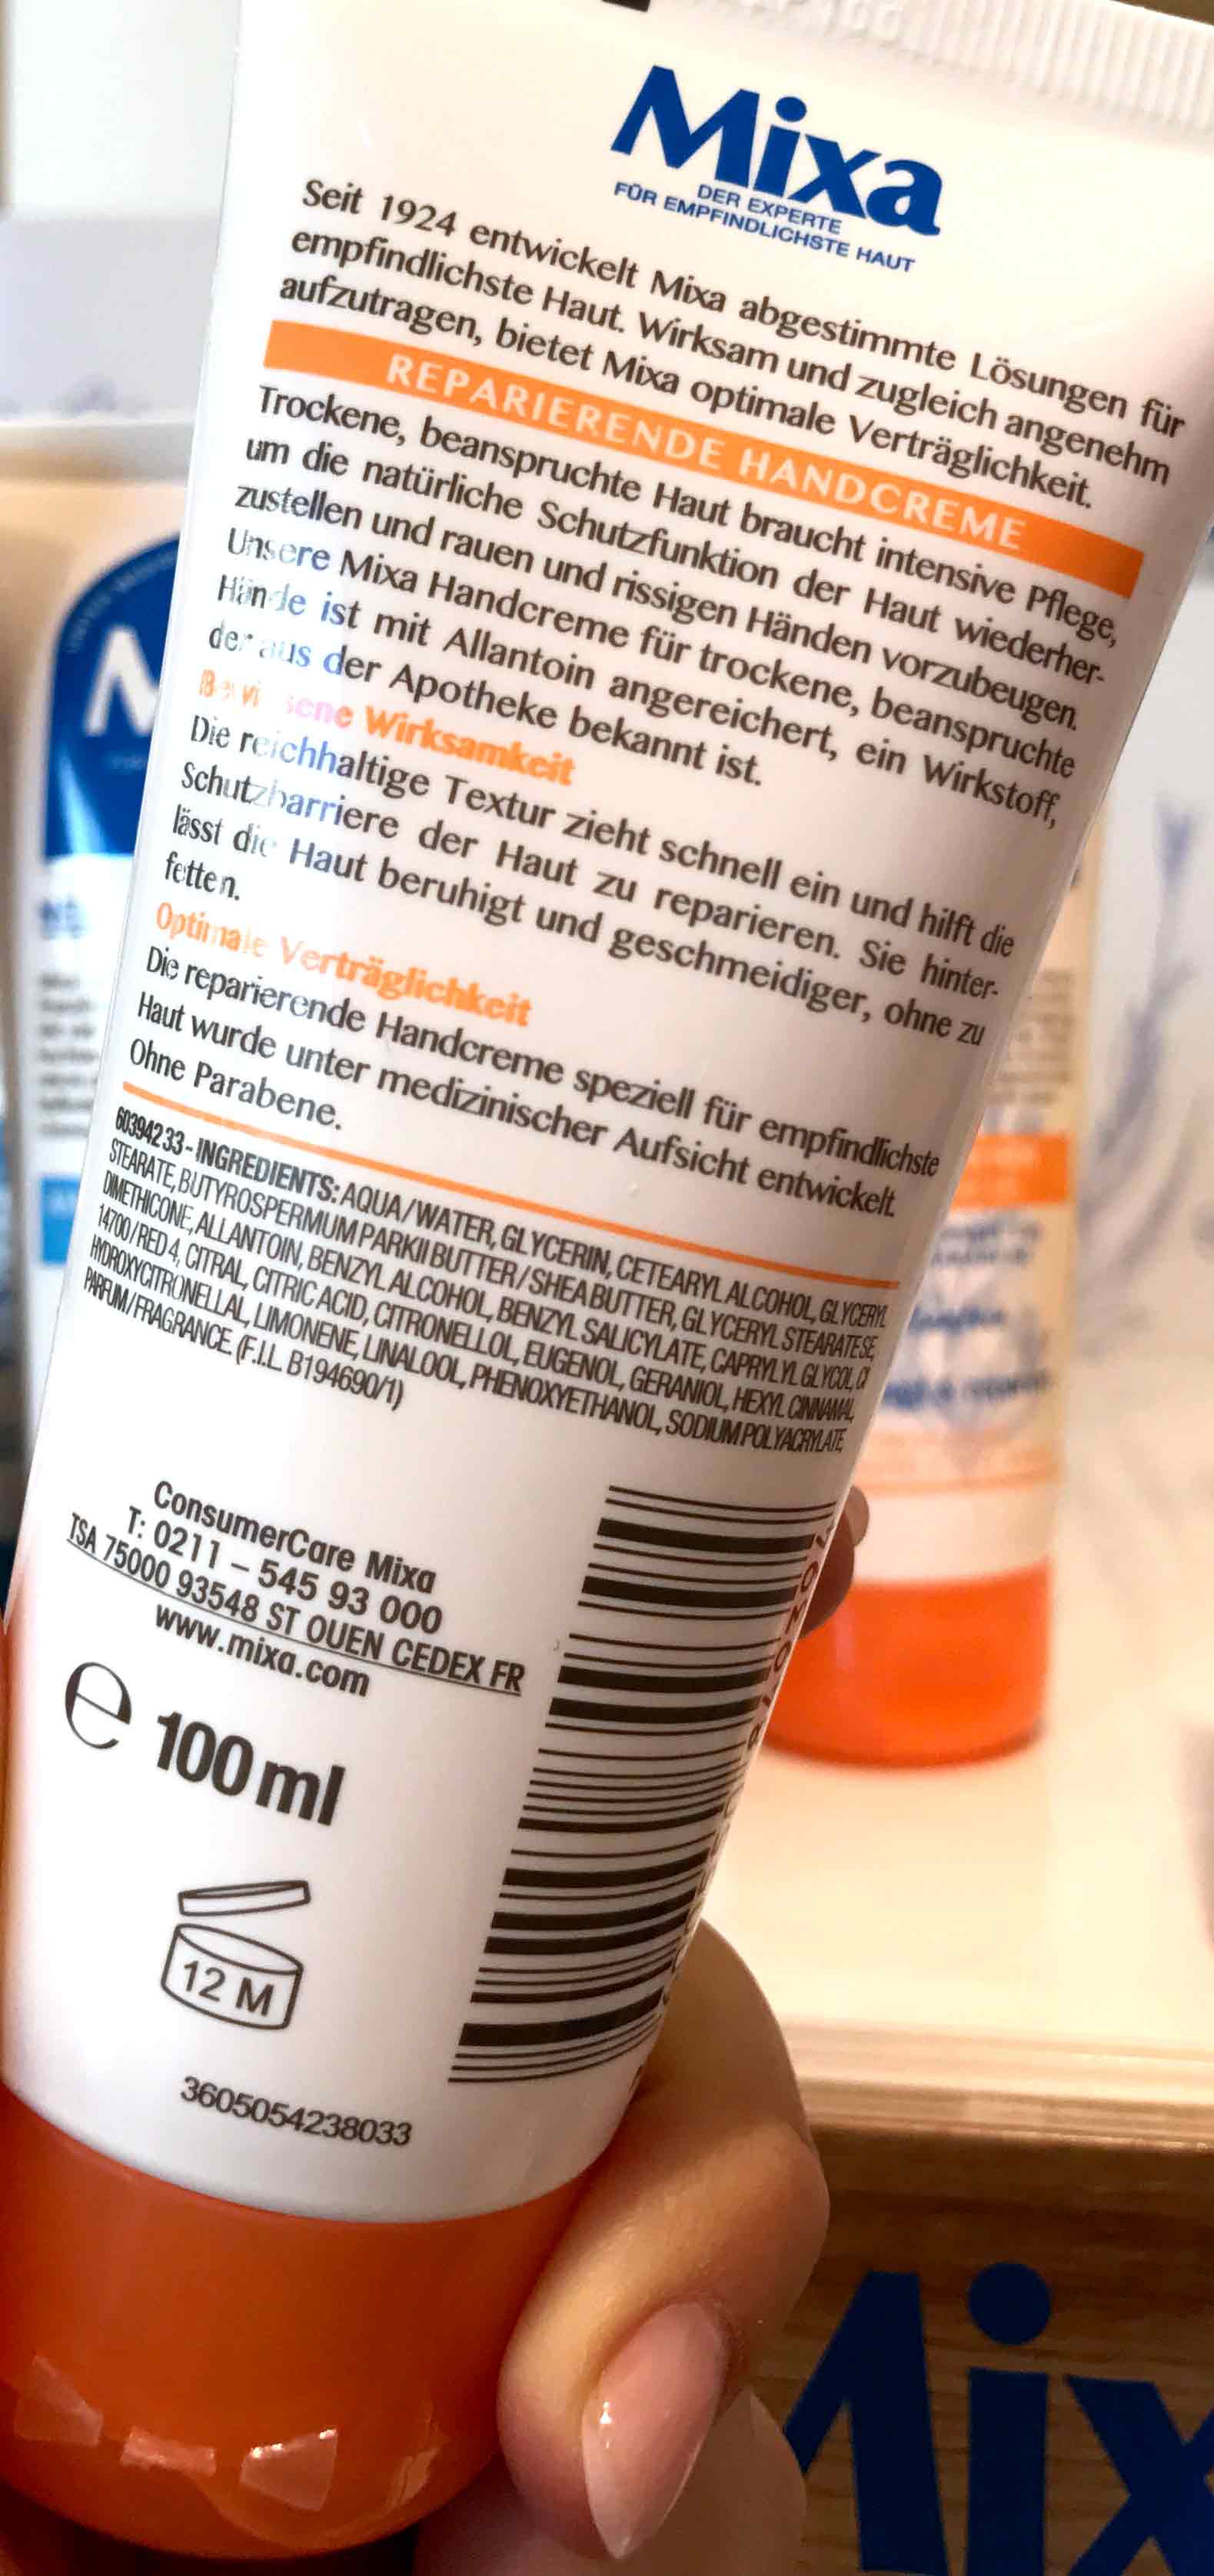 Mixa
DER EXPERTE
FÜR EMPFINDLICHSTE HAUT
Seit 1924 entwickelt Mixa abgestimmte Lösungen für
empfindlichste Haut. Wirksam und zugleich angenehm
aufzutragen, bietet Mixa optimale Verträglichkeit.
REPARIERENDE HANDCREME
Trockene, beanspruchte Haut braucht intensive Pflege,
um die natürliche Schutzfunktion der Haut wiederher-
zustellen und rauen und rissigen Händen vorzubeugen.
Unsere Mixa Handcreme für trockene, beanspruchte
Hände ist mit Allantoin angereichert, ein Wirkstoff,
der aus der Apotheke bekannt ist.
Bewiesene Wirksamkeit
Die reichhaltige Textur zieht schnell ein und hilft die
Schutzbarriere der Haut zu reparieren. Sie hinter-
lässt die Haut beruhigt und geschmeidiger, ohne zu
fetten.
Optimale Verträglichkeit
Die reparierende Handcreme speziell für empfindlichste
Haut wurde unter medizinischer Aufsicht entwickelt.
Ohne Parabene.
60394233 - INGREDIENTS: AQUA / WATER, GLYCERIN, CETEARYL ALCOHOL, GLYCERYL
STEARATE, BUTYROSPERMUM PARKII BUTTER / SHEA BUTTER, GLYCERYL STEARATE SE,
DIMETHICONE, ALLANTOIN, BENZYL ALCOHOL, BENZYL SALICYLATE, CAPRYLYL GLYCOL, CI
14700 / RED 4, CITRAL, CITRIC ACID, CITRONELLOL, EUGENOL, GERANIOL, HEXYL CINNAMAL,
HYDROXYCITRONELLAL, LIMONENE, LINALOOL, PHENOXYETHANOL, SODIUM POLYACRYLATE,
PARFUM / FRAGRANCE. (F.I.L. B194690/1)
ConsumerCare Mixa
T: 0211 – 545 93 000
TSA 75000 93548 ST OUEN CEDEX FR
www.mixa.com
e 100 ml
12 M
3605054238033
Mix